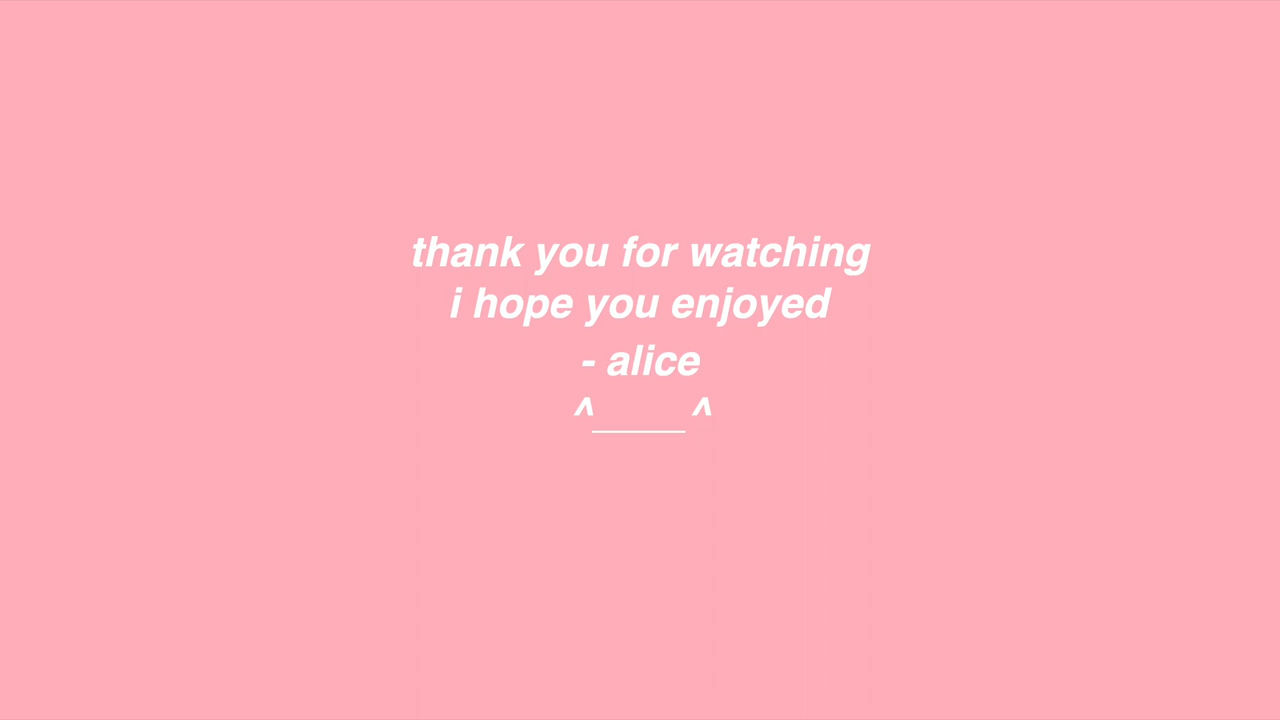 thank you for watching
i hope you enjoyed
- alice
^_____^